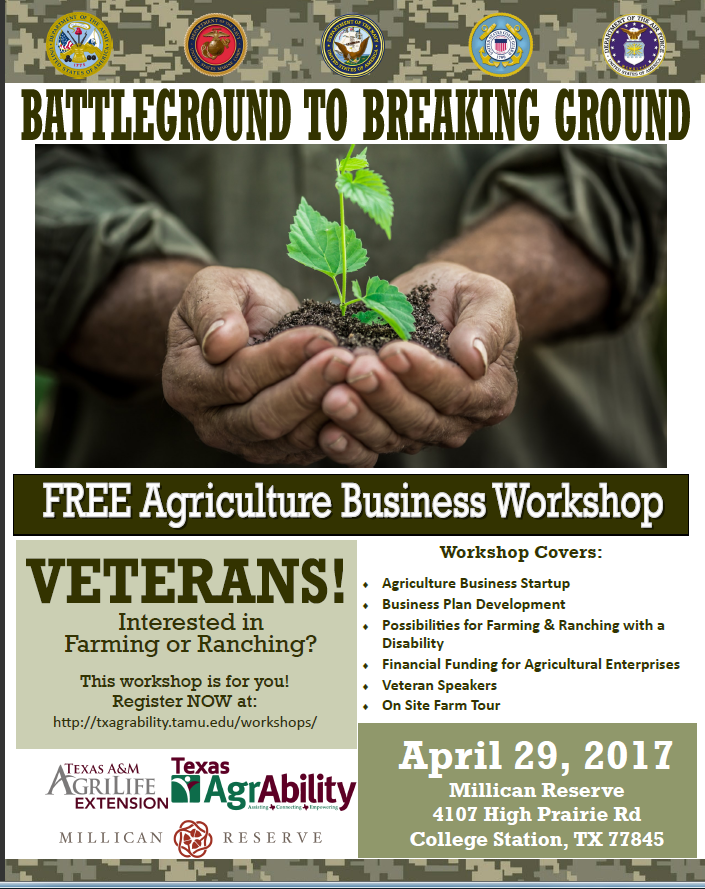 BATTLEGROUND TO BREAKING GROUND
FREE Agriculture Business Workshop
VETERANS!
Interested in
Farming or Ranching?
This workshop is for you!
Register NOW at:
http://txagrability.tamu.edu/workshops/
Workshop Covers:
Agriculture Business Startup
Business Plan Development
Possibilities for Farming & Ranching with a
Disability
Financial Funding for Agricultural Enterprises
Veteran Speakers
On Site Farm Tour
TEXAS A&M
AGRILIFE
EXTENSION
Texas
AgrAbility
Assisting Connecting Empowering
MILLICAN RESERVE
April 29, 2017
Millican Reserve
4107 High Prairie Rd
College Station, TX 77845